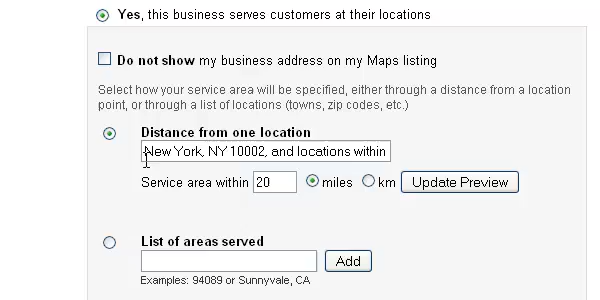 Yes, this business serves customers at their locations
Do not show my business address on my Maps listing
Select how your service area will be specified, either through a distance from a location
point, or through a list of locations (towns, zip codes, etc.)
Distance from one location
New York, NY 10002, and locations within
Service area within 20 miles km Update Preview
List of areas served
Add
Examples: 94089 or Sunnyvale, CA